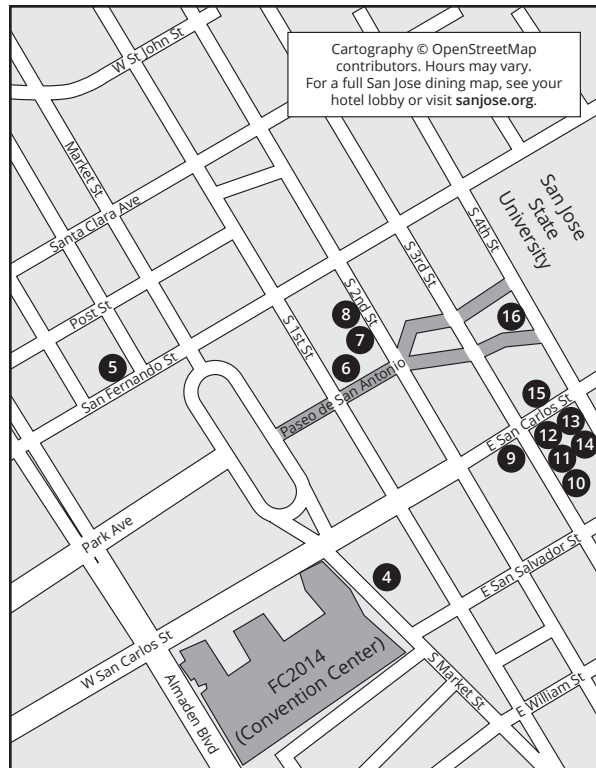 W St John St
Cartography © OpenStreetMap
contributors. Hours may vary.
For a full San Jose dining map, see your
hotel lobby or visit sanjose.org.
Market St
Santa Clara Ave
San Jose
State
University
S 4th St
S 3rd St
S 2nd St
S 1st St
Post St
San Fernando St
Paseo de San Antonio
E San Carlos St
Park Ave
W San Carlos St
Almaden Blvd
FC2014
(Convention Center)
S Market St
E San Salvador St
E William St
8
16
7
5
6
15
13
12
14
9
11
10
4